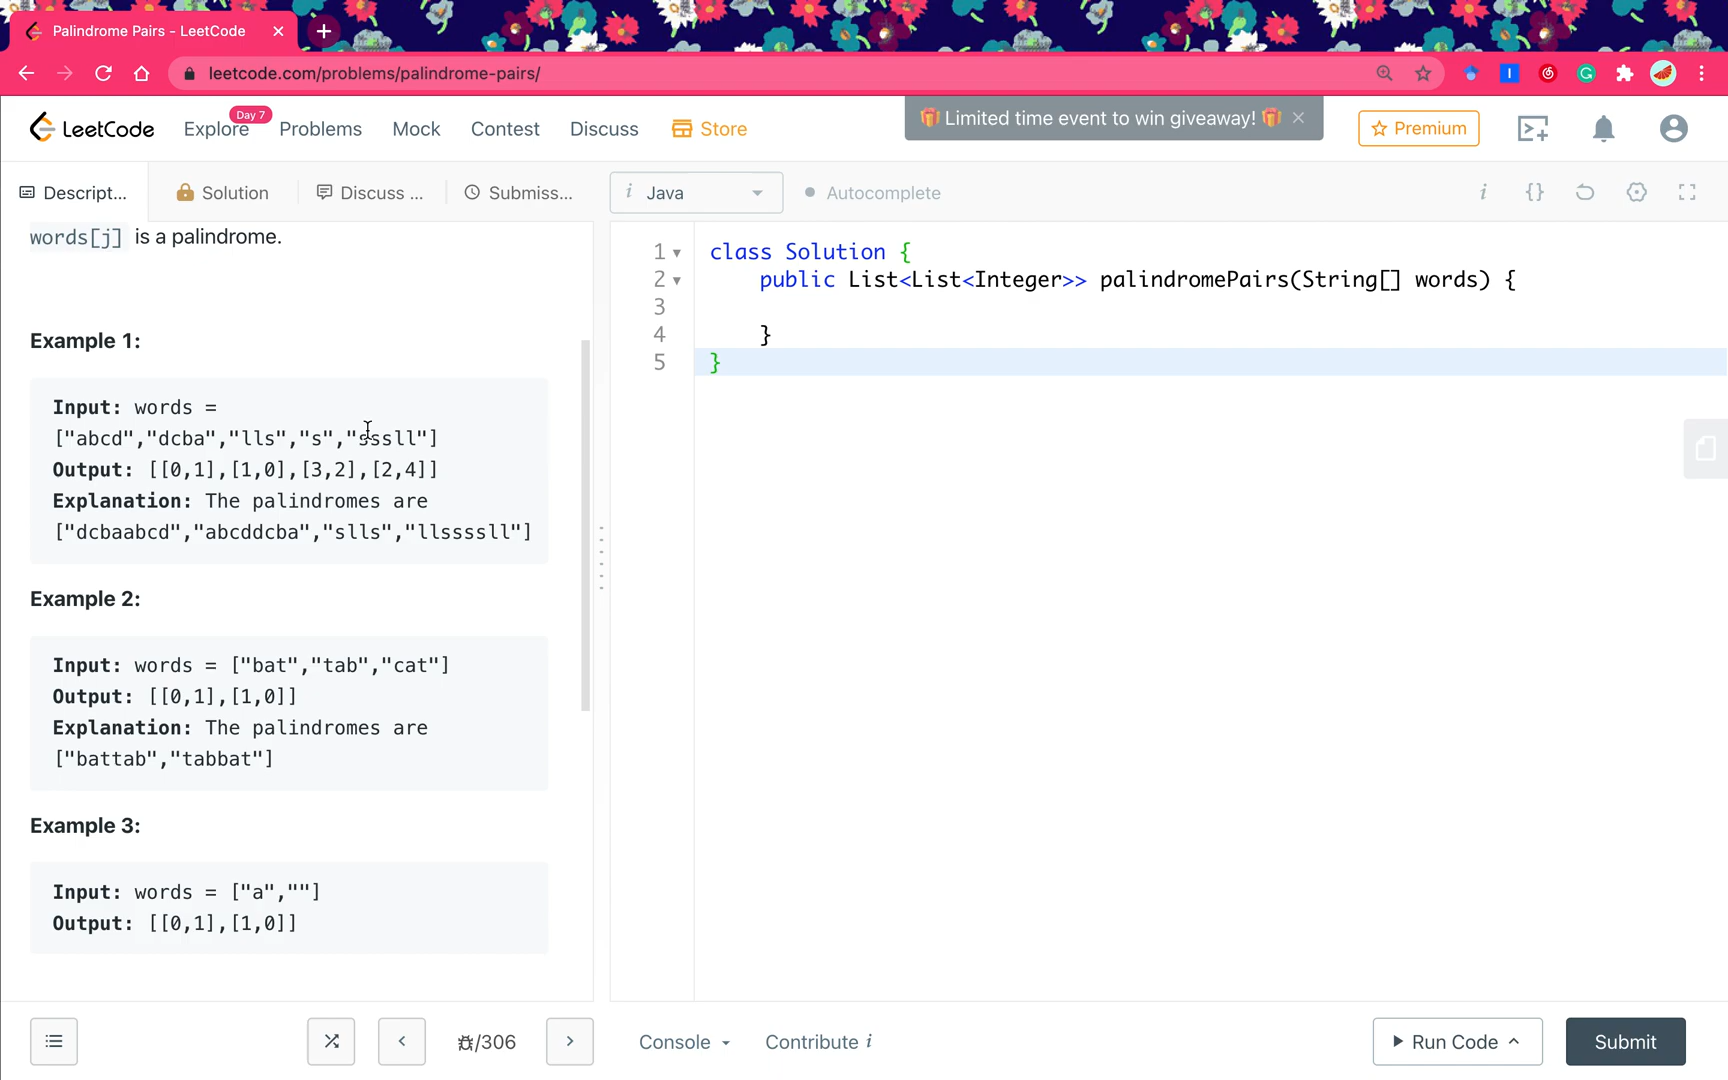 Palindrome Pairs - LeetCode
leetcode.com/problems/palindrome-pairs/
LeetCode
Explore
Day 7
Problems
Mock
Contest
Discuss
Store
🎁 Limited time event to win giveaway! 🎁
Premium
Descript...
Solution
Discuss ...
Submiss...
i Java
Autocomplete
i
{}
words[j] is a palindrome.
Example 1:
Input: words =
["abcd","dcba","lls","s","sssll"]
Output: [[0,1],[1,0],[3,2],[2,4]]
Explanation: The palindromes are
["dcbaabcd","abcddcba","slls","llssssll"]
Example 2:
Input: words = ["bat","tab","cat"]
Output: [[0,1],[1,0]]
Explanation: The palindromes are
["battab","tabbat"]
Example 3:
Input: words = ["a",""]
Output: [[0,1],[1,0]]
1 class Solution {
2 public List<List<Integer>> palindromePairs(String[] words) {
3
4 }
5 }
/306
Console
Contribute i
Run Code
Submit